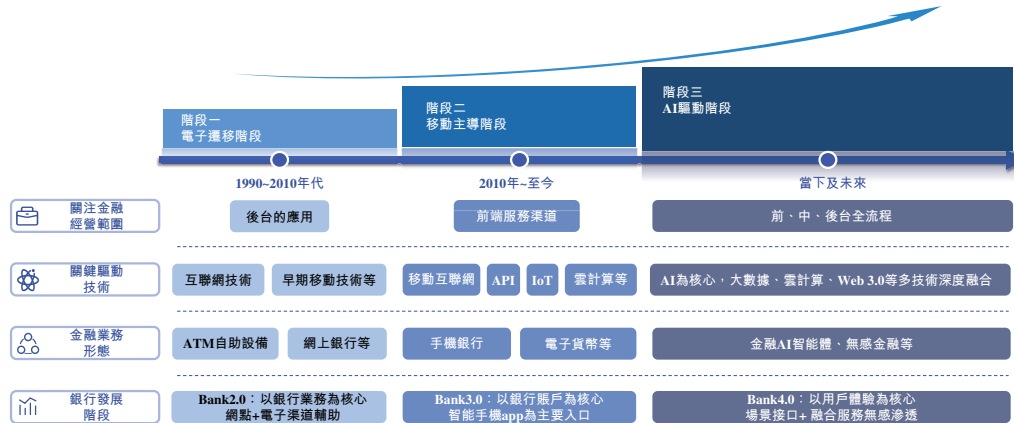 階段一
電子遷移階段
階段二
移動主導階段
階段三
AI驅動階段
1990~2010年代
2010年~至今
當下及未來
關注金融
經營範圍
後台的應用
前端服務渠道
前、中、後台全流程
關鍵驅動
技術
互聯網技術
早期移動技術等
移動互聯網
API
IoT
雲計算等
AI為核心，大數據、雲計算、Web 3.0等多技術深度融合
金融業務
形態
ATM自助設備
網上銀行等
手機銀行
電子貨幣等
金融AI智能體、無感金融等
銀行發展
階段
Bank2.0：以銀行業務為核心
網點+電子渠道輔助
Bank3.0：以銀行賬戶為核心
智能手機app為主要入口
Bank4.0：以用戶體驗為核心
場景接口+ 融合服務無感滲透